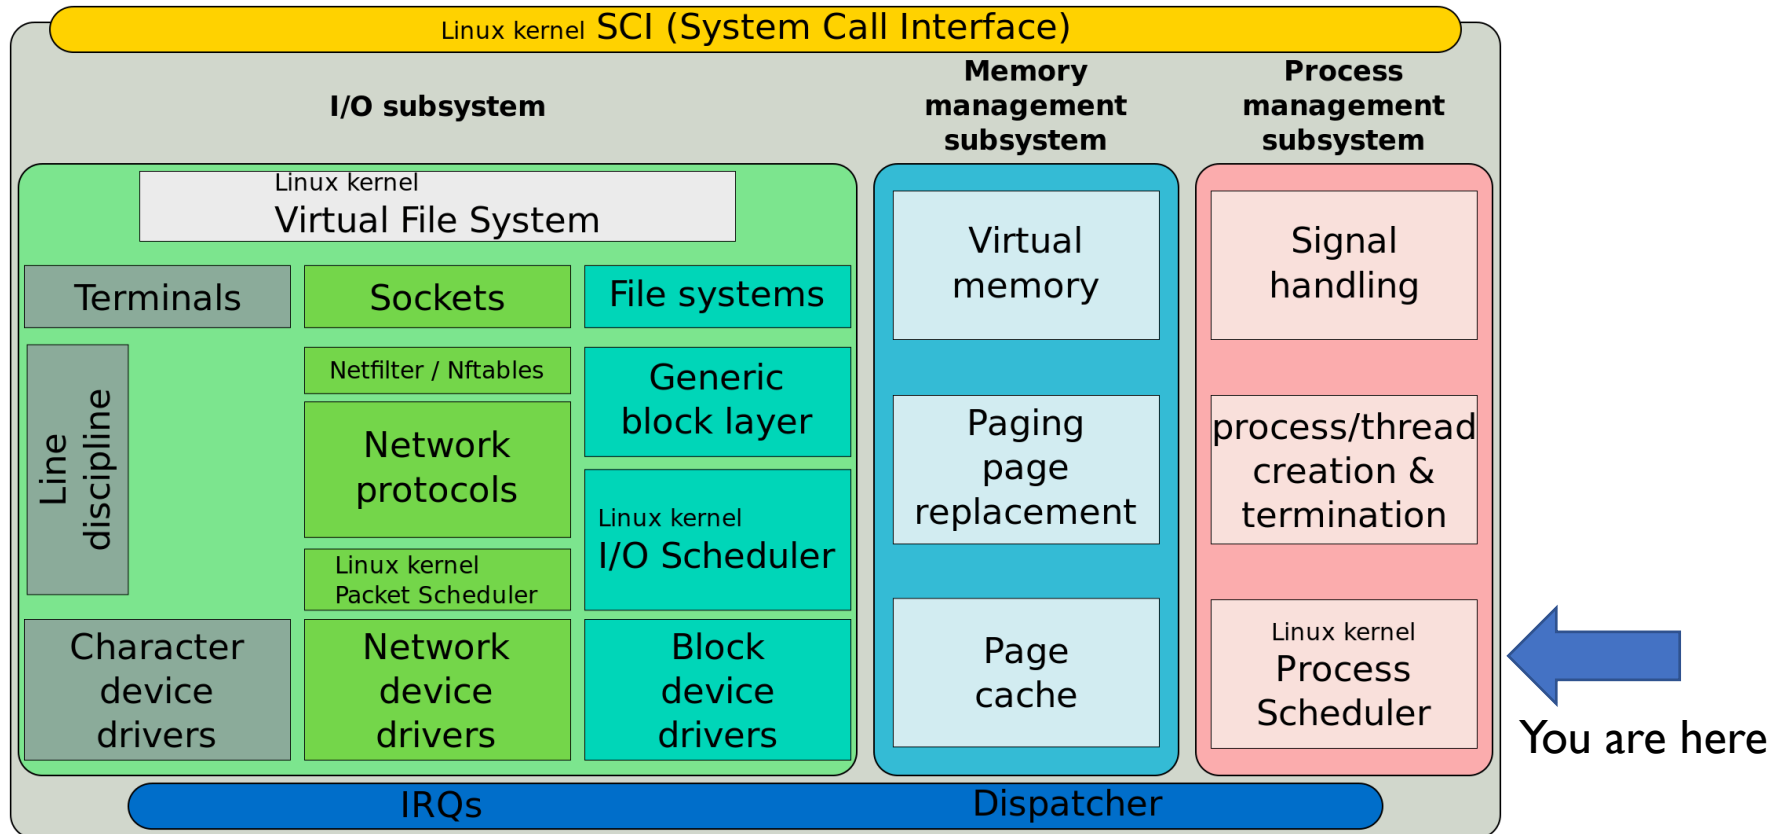 Linux kernel SCI (System Call Interface)
I/O subsystem
Memory
management
subsystem
Process
management
subsystem
Linux kernel
Virtual File System
Terminals
Sockets
File systems
Line
discipline
Netfilter / Nftables
Network
protocols
Linux kernel
Packet Scheduler
Generic
block layer
Linux kernel
I/O Scheduler
Character
device
drivers
Network
device
drivers
Block
device
drivers
Virtual
memory
Paging
page
replacement
Page
cache
Signal
handling
process/thread
creation &
termination
Linux kernel
Process
Scheduler
You are here
IRQs
Dispatcher